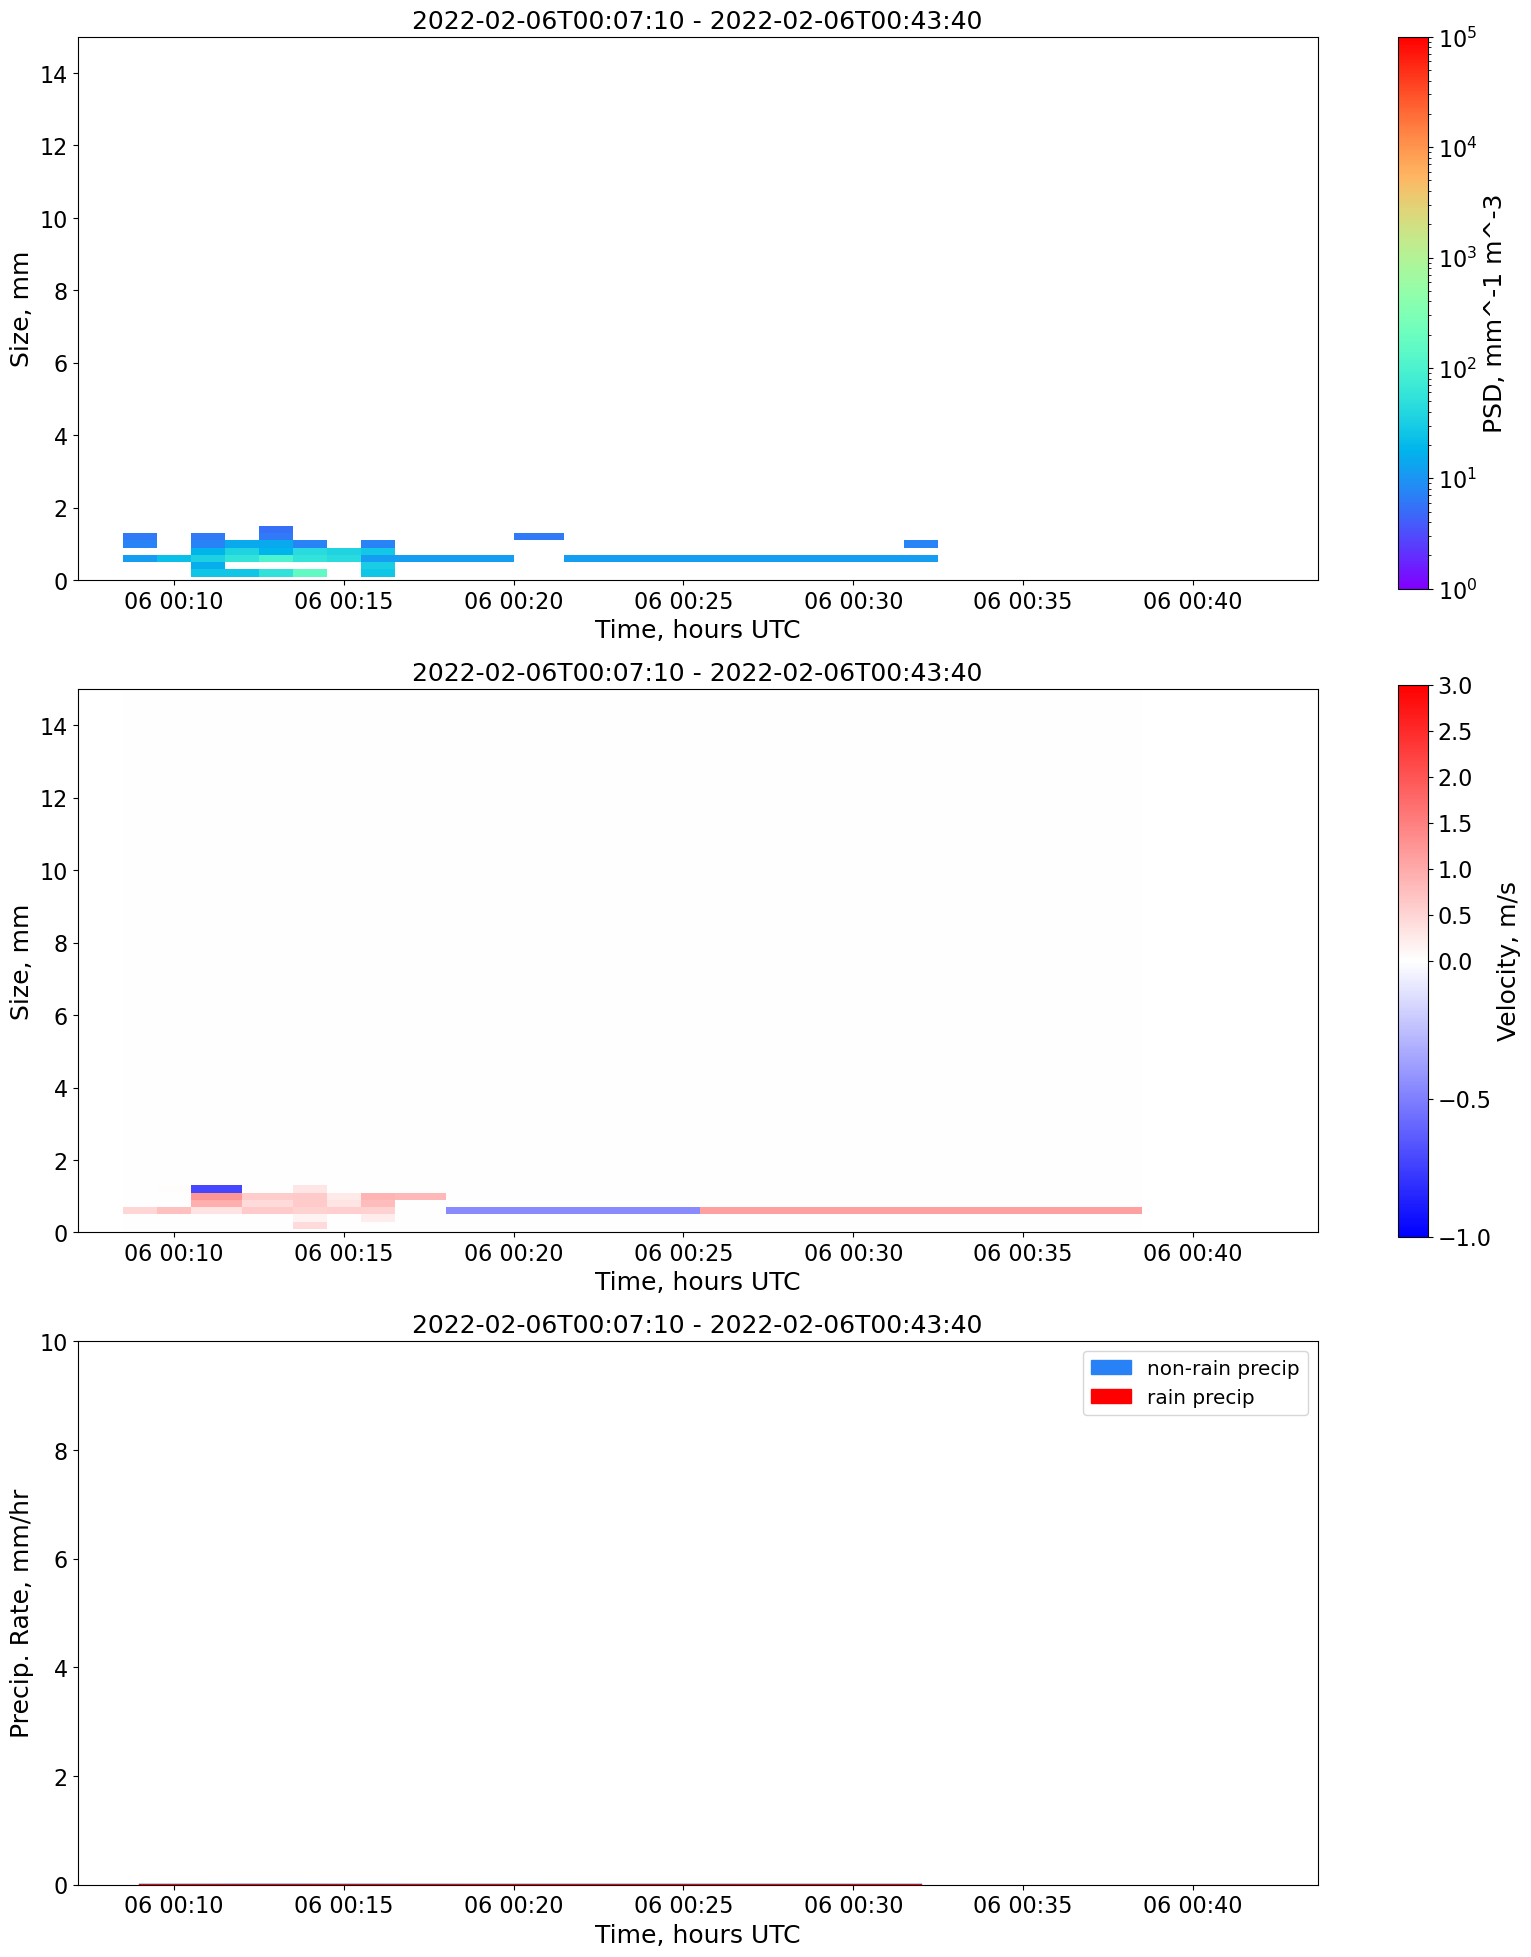 2022-02-06T00:07:10 - 2022-02-06T00:43:40
14
12
10
8
6
4
2
0
Size, mm
06 00:10 06 00:15 06 00:20 06 00:25 06 00:30 06 00:35 06 00:40
Time, hours UTC
10^5
10^4
10^3
10^2
10^1
10^0
PSD, mm^-1 m^-3
2022-02-06T00:07:10 - 2022-02-06T00:43:40
14
12
10
8
6
4
2
0
Size, mm
06 00:10 06 00:15 06 00:20 06 00:25 06 00:30 06 00:35 06 00:40
Time, hours UTC
3.0
2.5
2.0
1.5
1.0
0.5
0.0
−0.5
−1.0
Velocity, m/s
2022-02-06T00:07:10 - 2022-02-06T00:43:40
10
8
6
4
2
0
Precip. Rate, mm/hr
non-rain precip
rain precip
06 00:10 06 00:15 06 00:20 06 00:25 06 00:30 06 00:35 06 00:40
Time, hours UTC